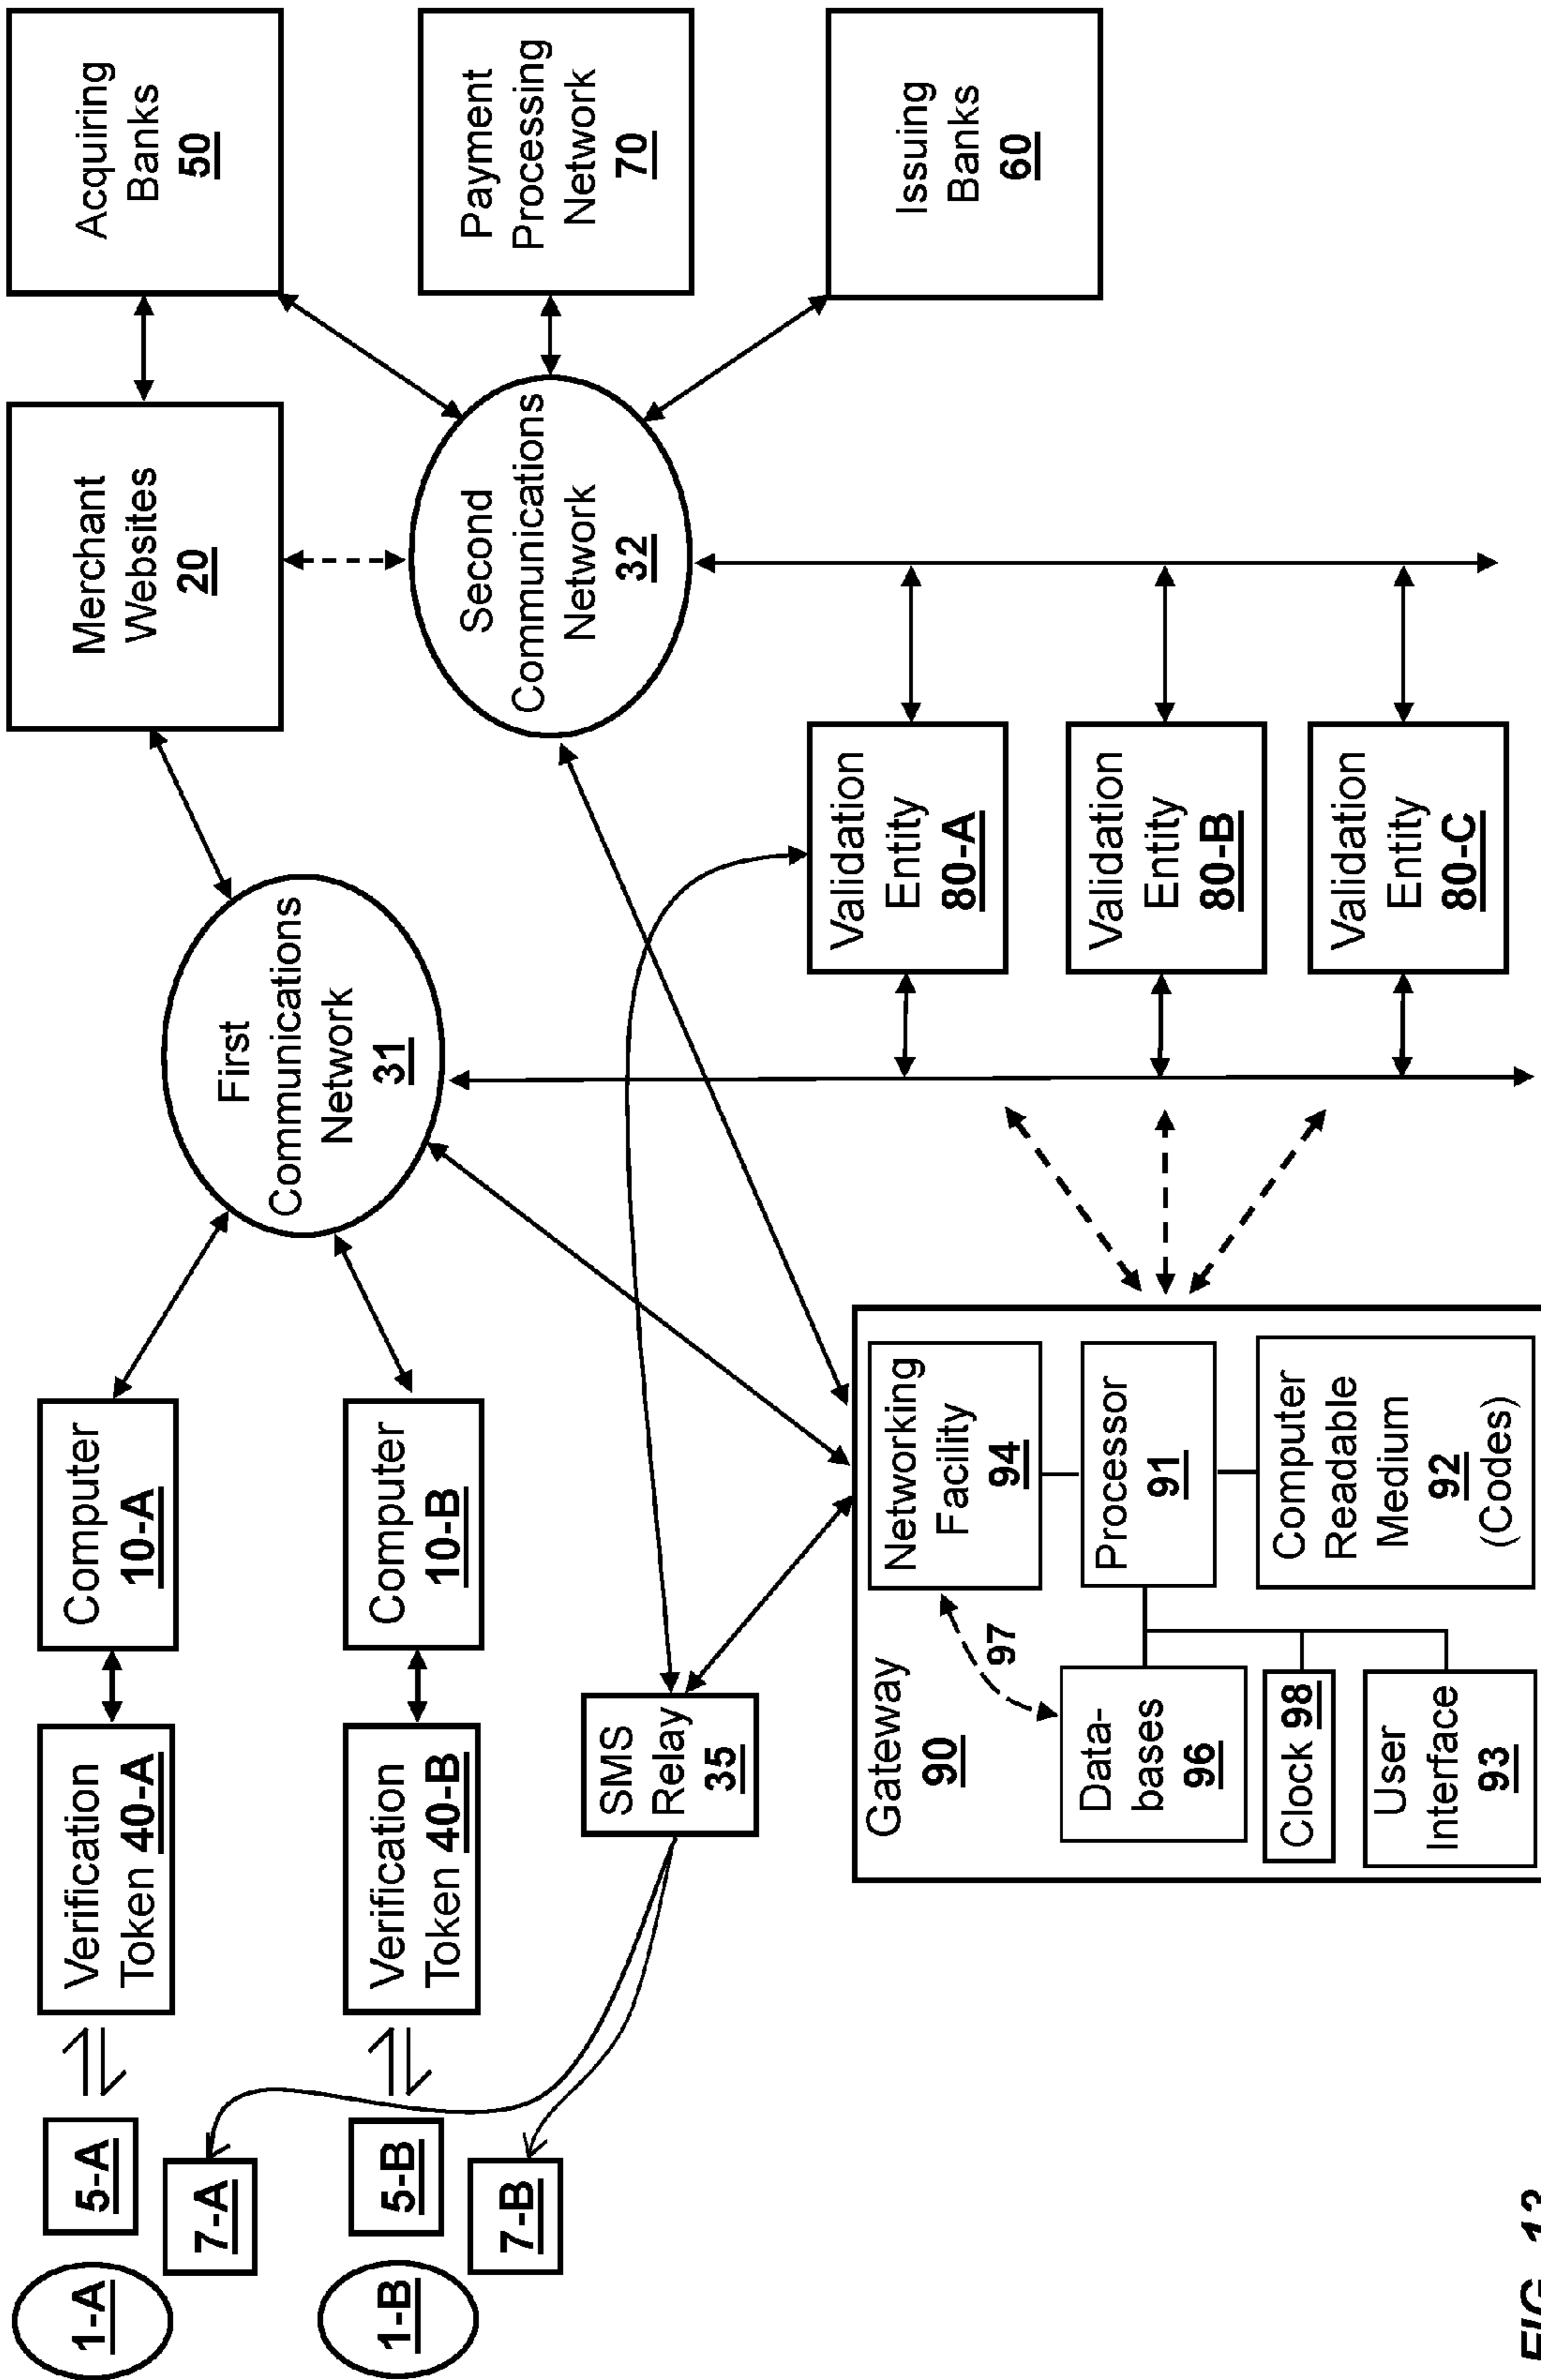 1-A
5-A
7-A
Verification
Token 40-A
Computer
10-A
1-B
5-B
7-B
Verification
Token 40-B
Computer
10-B
First
Communications
Network
31
Merchant
Websites
20
Acquiring
Banks
50
Second
Communications
Network
32
Payment
Processing
Network
70
Issuing
Banks
60
SMS
Relay
35
Validation
Entity
80-A
Validation
Entity
80-B
Validation
Entity
80-C
Gateway
90
97
Networking
Facility
94
Data-
bases
96
Processor
91
Clock 98
User
Interface
93
Computer
Readable
Medium
92
(Codes)